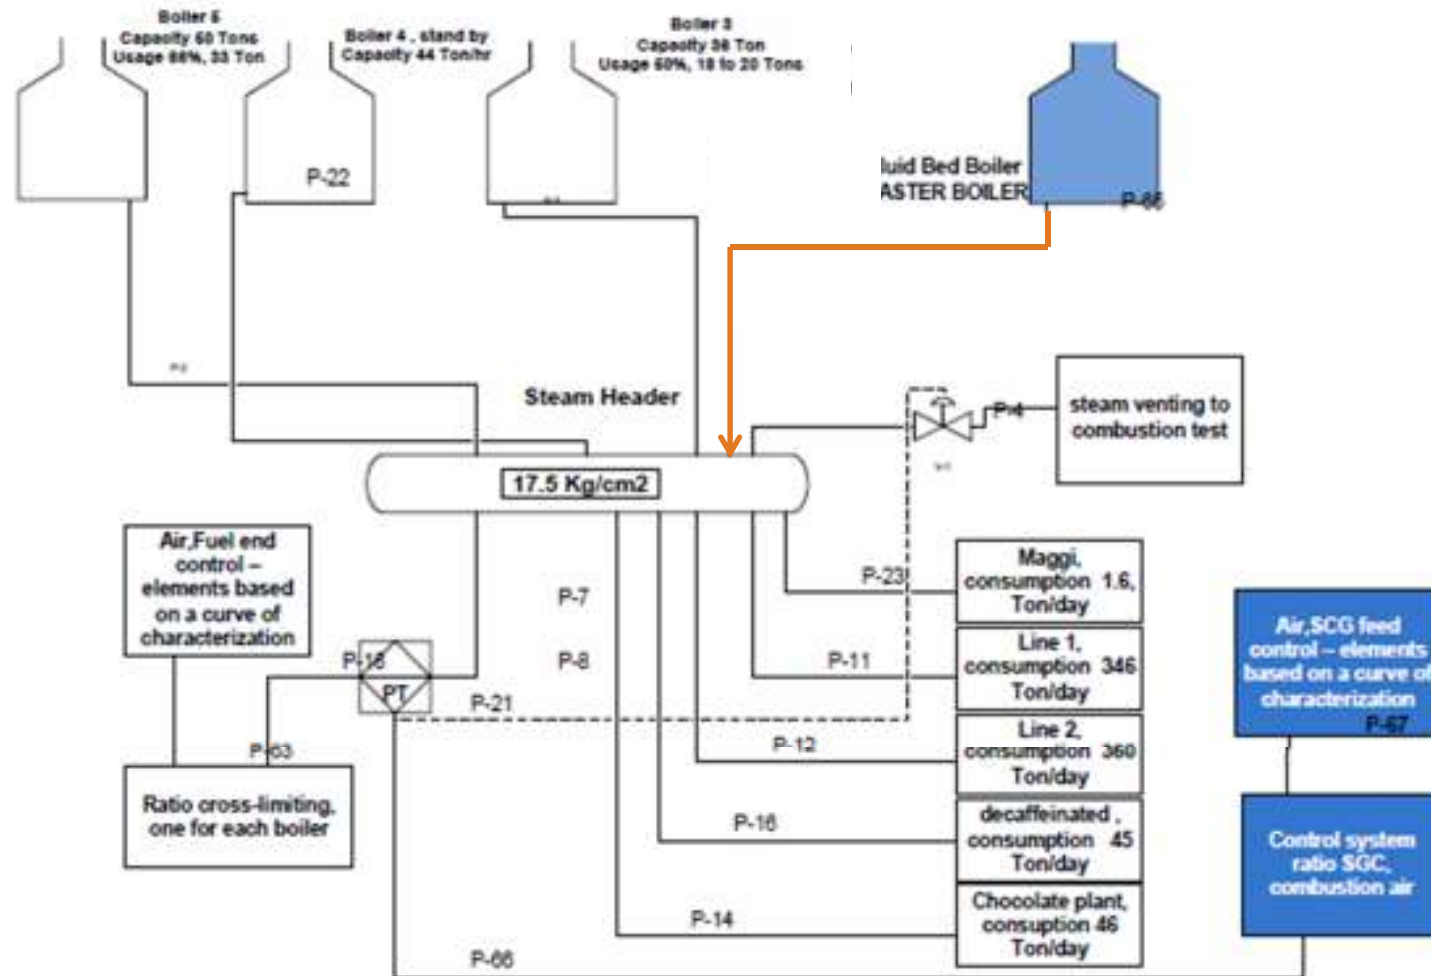 Boiler 5
Capacity 50 Tons
Usage 66%, 33 Ton
Boiler 4 , stand by
Capacity 44 Ton/hr
Boiler 3
Capacity 36 Ton
Usage 50%, 18 to 20 Tons
P-22
luid Bed Boiler
ASTER BOILER
P-65
Steam Header
17.5 Kg/cm2
P-4
steam venting to
combustion test
Air,Fuel end
control –
elements based
on a curve of
characterization
P-7
P-8
PT
P-21
P-63
Ratio cross-limiting,
one for each boiler
P-23
Maggi,
consumption 1.6,
Ton/day
P-11
Line 1,
consumption 346
Ton/day
P-12
Line 2,
consumption 360
Ton/day
P-16
decaffeinated ,
consumption 45
Ton/day
P-14
Chocolate plant,
consuption 46
Ton/day
P-66
Air,SCG feed
control – elements
based on a curve of
characterization
P-67
Control system
ratio SGC,
combustion air